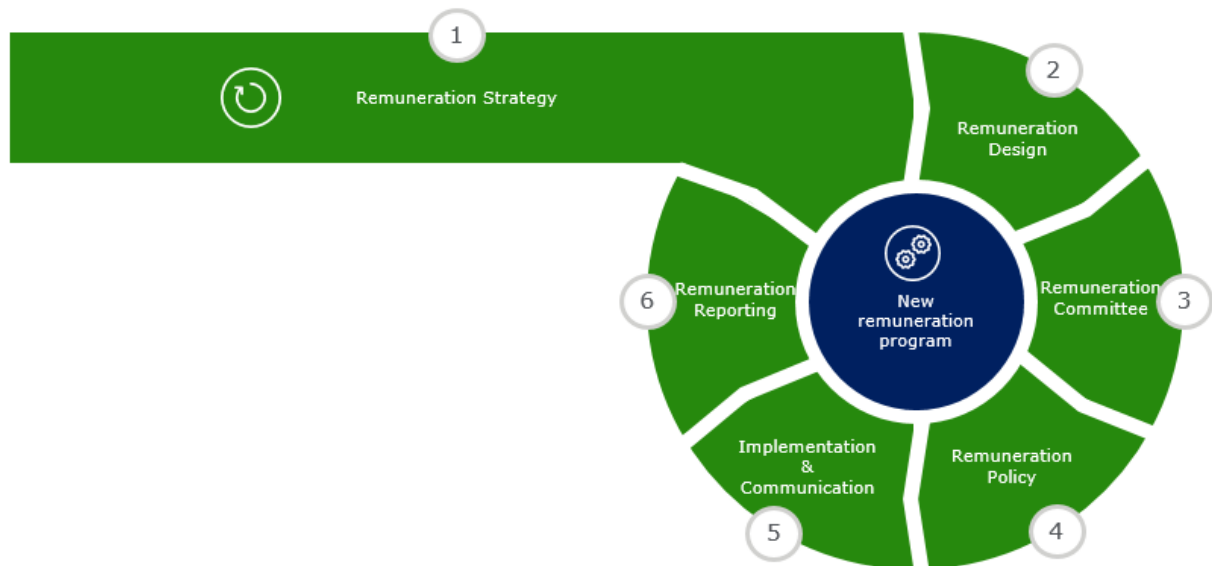 1
Remuneration Strategy
2
Remuneration
Design
3
Remuneration
Committee
4
Remuneration
Policy
5
Implementation
&
Communication
6
Remuneration
Reporting
New
remuneration
program